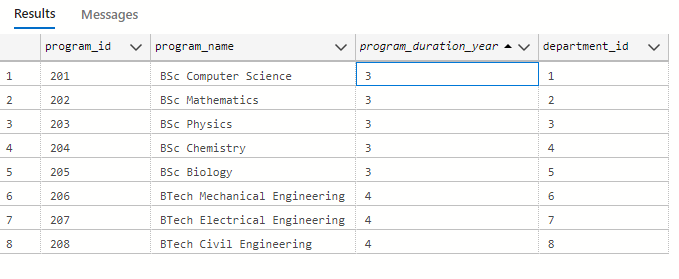 Results Messages
program_id program_name program_duration_year department_id
1 201 BSc Computer Science 3 1
2 202 BSc Mathematics 3 2
3 203 BSc Physics 3 3
4 204 BSc Chemistry 3 4
5 205 BSc Biology 3 5
6 206 BTech Mechanical Engineering 4 6
7 207 BTech Electrical Engineering 4 7
8 208 BTech Civil Engineering 4 8